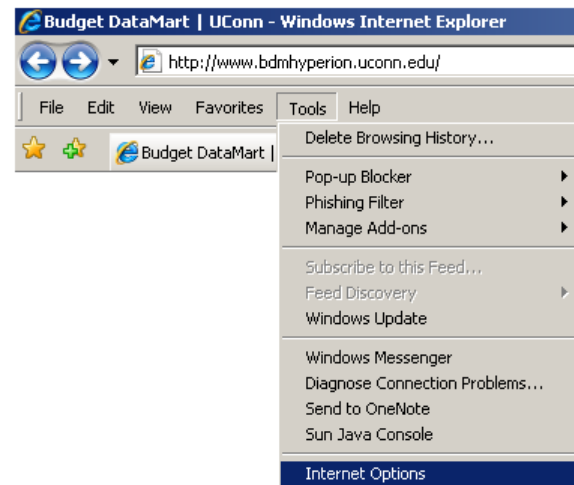 Budget DataMart | UConn - Windows Internet Explorer
http://www.bdmhyperion.uconn.edu/
File Edit View Favorites Tools Help
Budget DataMart |
Delete Browsing History...
Pop-up Blocker
Phishing Filter
Manage Add-ons
Subscribe to this Feed...
Feed Discovery
Windows Update
Windows Messenger
Diagnose Connection Problems...
Send to OneNote
Sun Java Console
Internet Options